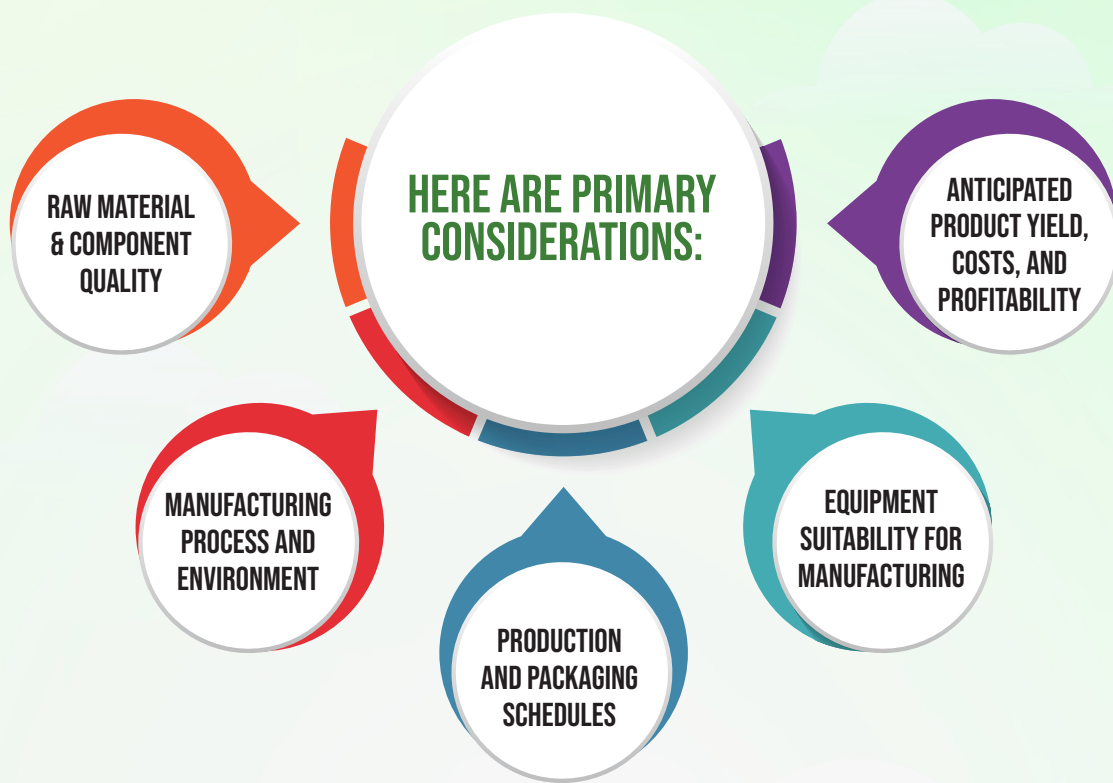 HERE ARE PRIMARY
CONSIDERATIONS:
RAW MATERIAL
& COMPONENT
QUALITY
MANUFACTURING
PROCESS AND
ENVIRONMENT
PRODUCTION
AND PACKAGING
SCHEDULES
EQUIPMENT
SUITABILITY FOR
MANUFACTURING
ANTICIPATED
PRODUCT YIELD,
COSTS, AND
PROFITABILITY